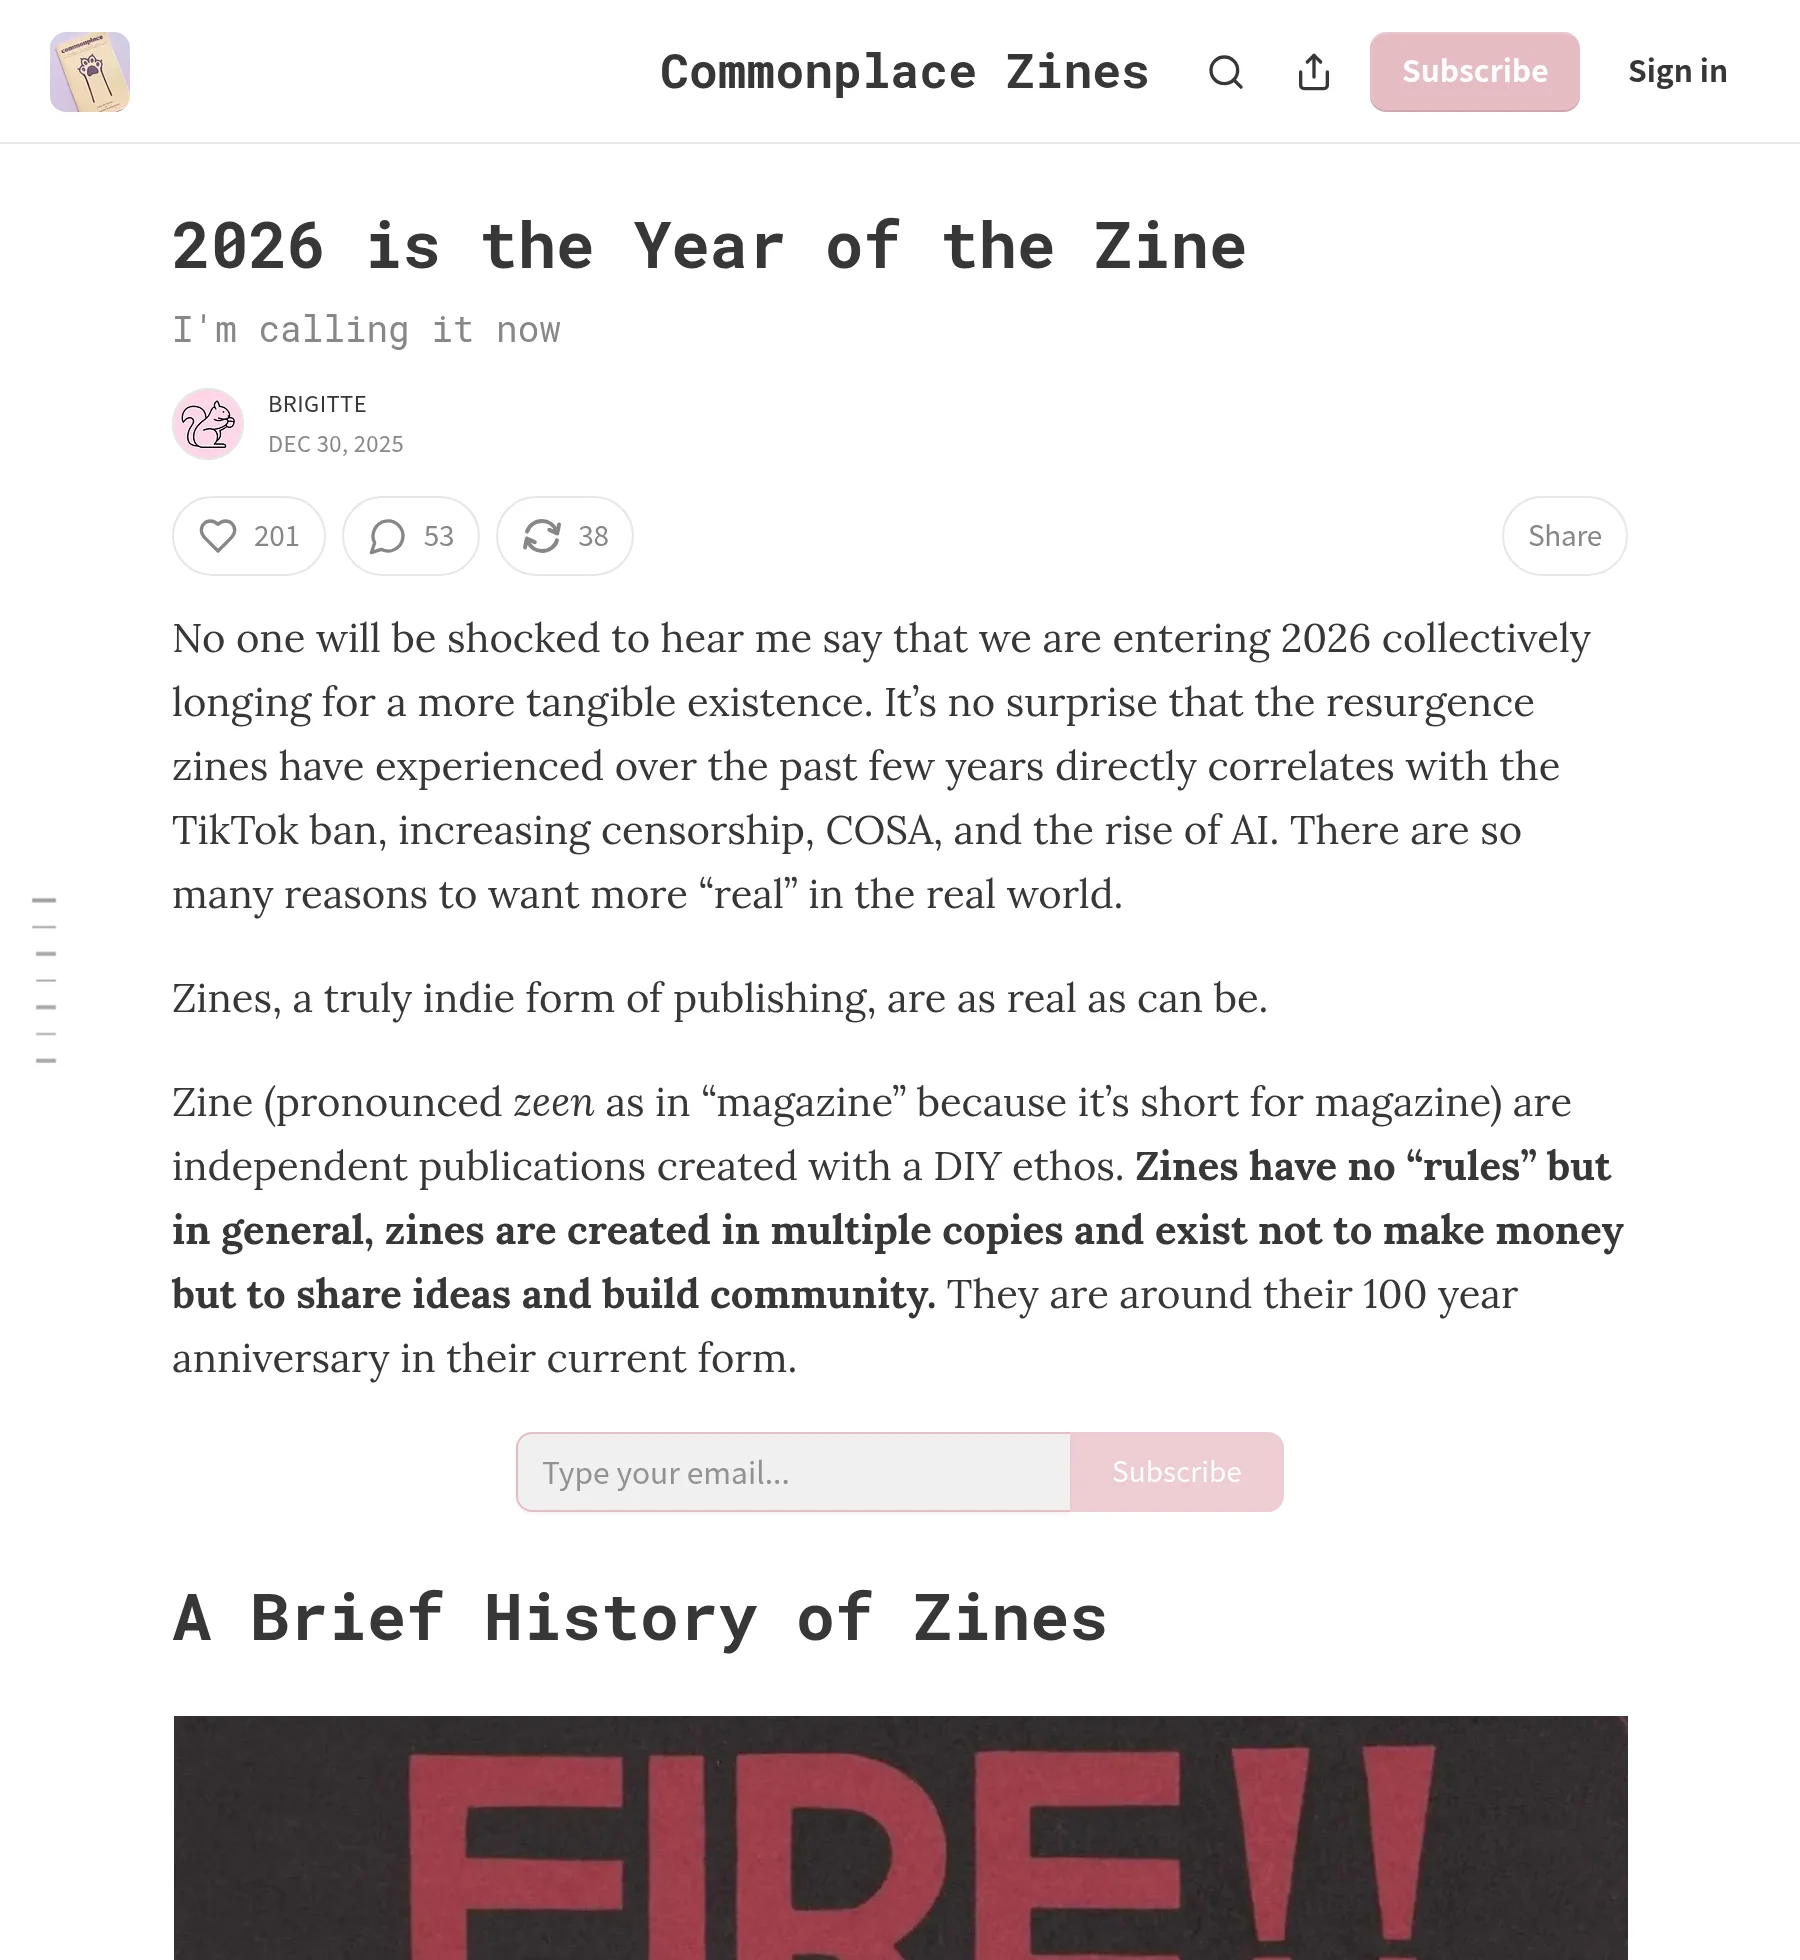 commonplace
Commonplace Zines
Subscribe
Sign in
2026 is the Year of the Zine
I'm calling it now
BRIGITTE
DEC 30, 2025
201
53
38
Share
No one will be shocked to hear me say that we are entering 2026 collectively
longing for a more tangible existence. It’s no surprise that the resurgence
zines have experienced over the past few years directly correlates with the
TikTok ban, increasing censorship, COSA, and the rise of AI. There are so
many reasons to want more “real” in the real world.
Zines, a truly indie form of publishing, are as real as can be.
Zine (pronounced zeen as in “magazine” because it’s short for magazine) are
independent publications created with a DIY ethos. Zines have no “rules” but
in general, zines are created in multiple copies and exist not to make money
but to share ideas and build community. They are around their 100 year
anniversary in their current form.
Type your email...
Subscribe
A Brief History of Zines
FIRE!!